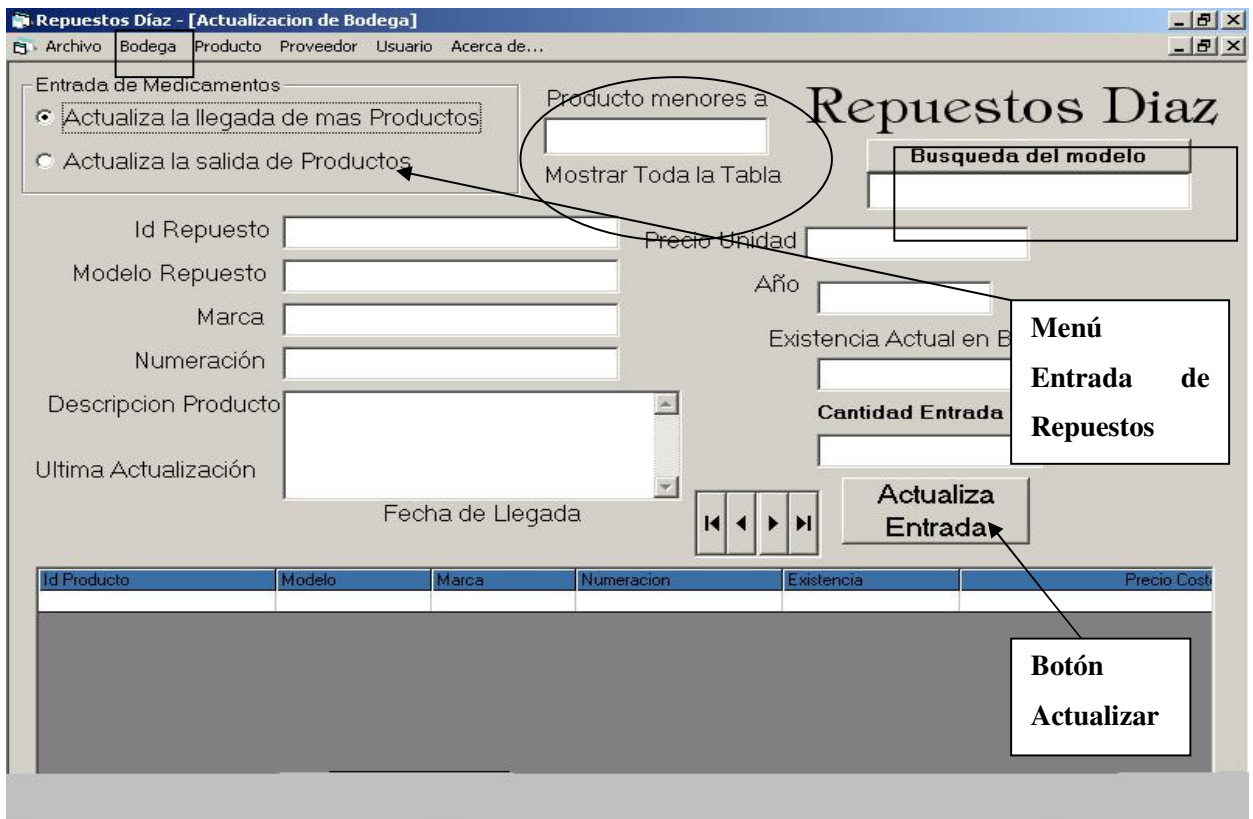 Repuestos Díaz - [Actualizacion de Bodega]
Archivo Bodega Producto Proveedor Usuario Acerca de...
Entrada de Medicamentos
Actualiza la llegada de mas Productos
Actualiza la salida de Productos
Producto menores a
Mostrar Toda la Tabla
Repuestos Diaz
Busqueda del modelo
Id Repuesto
Modelo Repuesto
Marca
Numeración
Descripcion Producto
Ultima Actualización
Fecha de Llegada
Precio Unidad
Año
Existencia Actual en B
Cantidad Entrada
Actualiza
Entrada
Menú
Entrada de
Repuestos
Id Producto Modelo Marca Numeracion Existencia Precio Costo
Botón
Actualizar